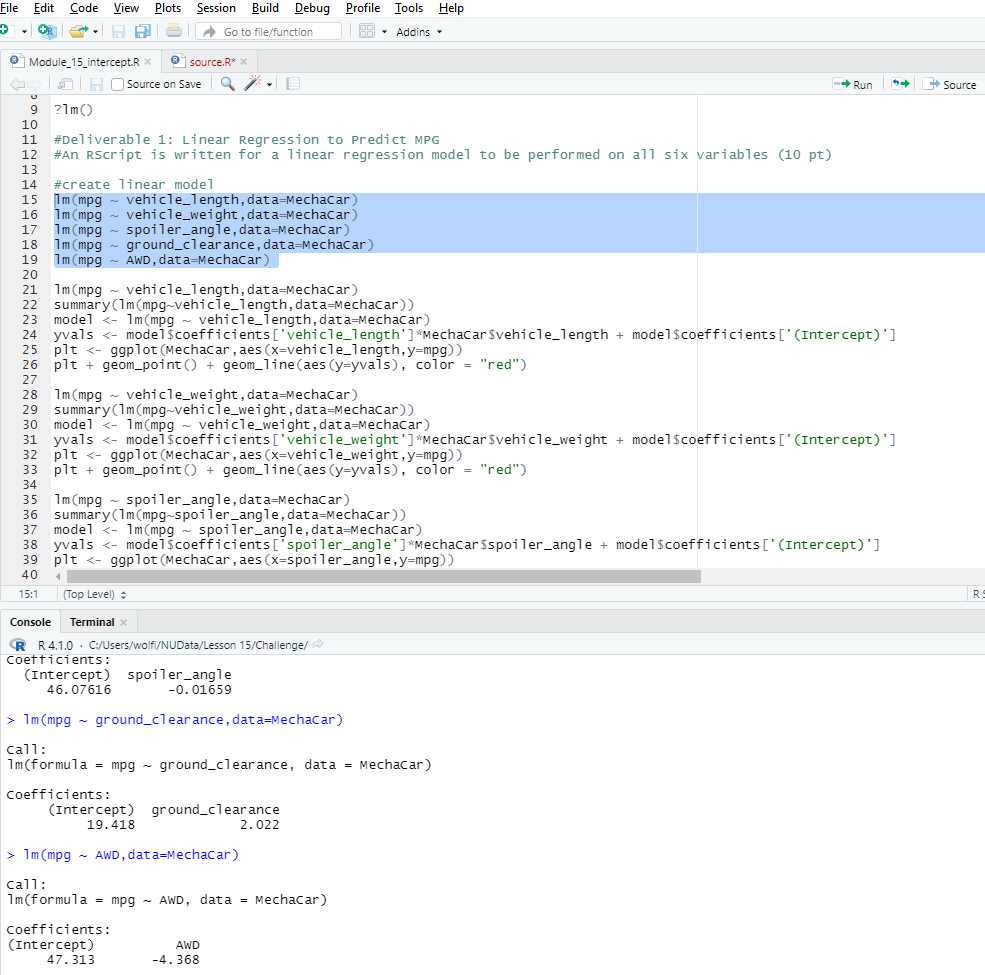 File Edit Code View Plots Session Build Debug Profile Tools Help
Go to file/function Addins
Module_15_intercept.R source.R*
Source on Save Run Source
8
9 ?lm()
10
11 #Deliverable 1: Linear Regression to Predict MPG
12 #An RScript is written for a linear regression model to be performed on all six variables (10 pt)
13
14 #create linear model
15 lm(mpg ~ vehicle_length,data=MechaCar)
16 lm(mpg ~ vehicle_weight,data=MechaCar)
17 lm(mpg ~ spoiler_angle,data=MechaCar)
18 lm(mpg ~ ground_clearance,data=MechaCar)
19 lm(mpg ~ AWD,data=MechaCar)
20
21 lm(mpg ~ vehicle_length,data=MechaCar)
22 summary(lm(mpg~vehicle_length,data=MechaCar))
23 model <- lm(mpg ~ vehicle_length,data=MechaCar)
24 yvals <- model$coefficients['vehicle_length']*MechaCar$vehicle_length + model$coefficients['(Intercept)']
25 plt <- ggplot(MechaCar,aes(x=vehicle_length,y=mpg))
26 plt + geom_point() + geom_line(aes(y=yvals), color = "red")
27
28 lm(mpg ~ vehicle_weight,data=MechaCar)
29 summary(lm(mpg~vehicle_weight,data=MechaCar))
30 model <- lm(mpg ~ vehicle_weight,data=MechaCar)
31 yvals <- model$coefficients['vehicle_weight']*MechaCar$vehicle_weight + model$coefficients['(Intercept)']
32 plt <- ggplot(MechaCar,aes(x=vehicle_weight,y=mpg))
33 plt + geom_point() + geom_line(aes(y=yvals), color = "red")
34
35 lm(mpg ~ spoiler_angle,data=MechaCar)
36 summary(lm(mpg~spoiler_angle,data=MechaCar))
37 model <- lm(mpg ~ spoiler_angle,data=MechaCar)
38 yvals <- model$coefficients['spoiler_angle']*MechaCar$spoiler_angle + model$coefficients['(Intercept)']
39 plt <- ggplot(MechaCar,aes(x=spoiler_angle,y=mpg))
40
15:1 (Top Level) R S
Console Terminal
R 4.1.0 · C:/Users/wolfi/NUData/Lesson 15/Challenge/
Coefficients:
(Intercept) spoiler_angle
46.07616 -0.01659
> lm(mpg ~ ground_clearance,data=MechaCar)
Call:
lm(formula = mpg ~ ground_clearance, data = MechaCar)
Coefficients:
(Intercept) ground_clearance
19.418 2.022
> lm(mpg ~ AWD,data=MechaCar)
Call:
lm(formula = mpg ~ AWD, data = MechaCar)
Coefficients:
(Intercept) AWD
47.313 -4.368